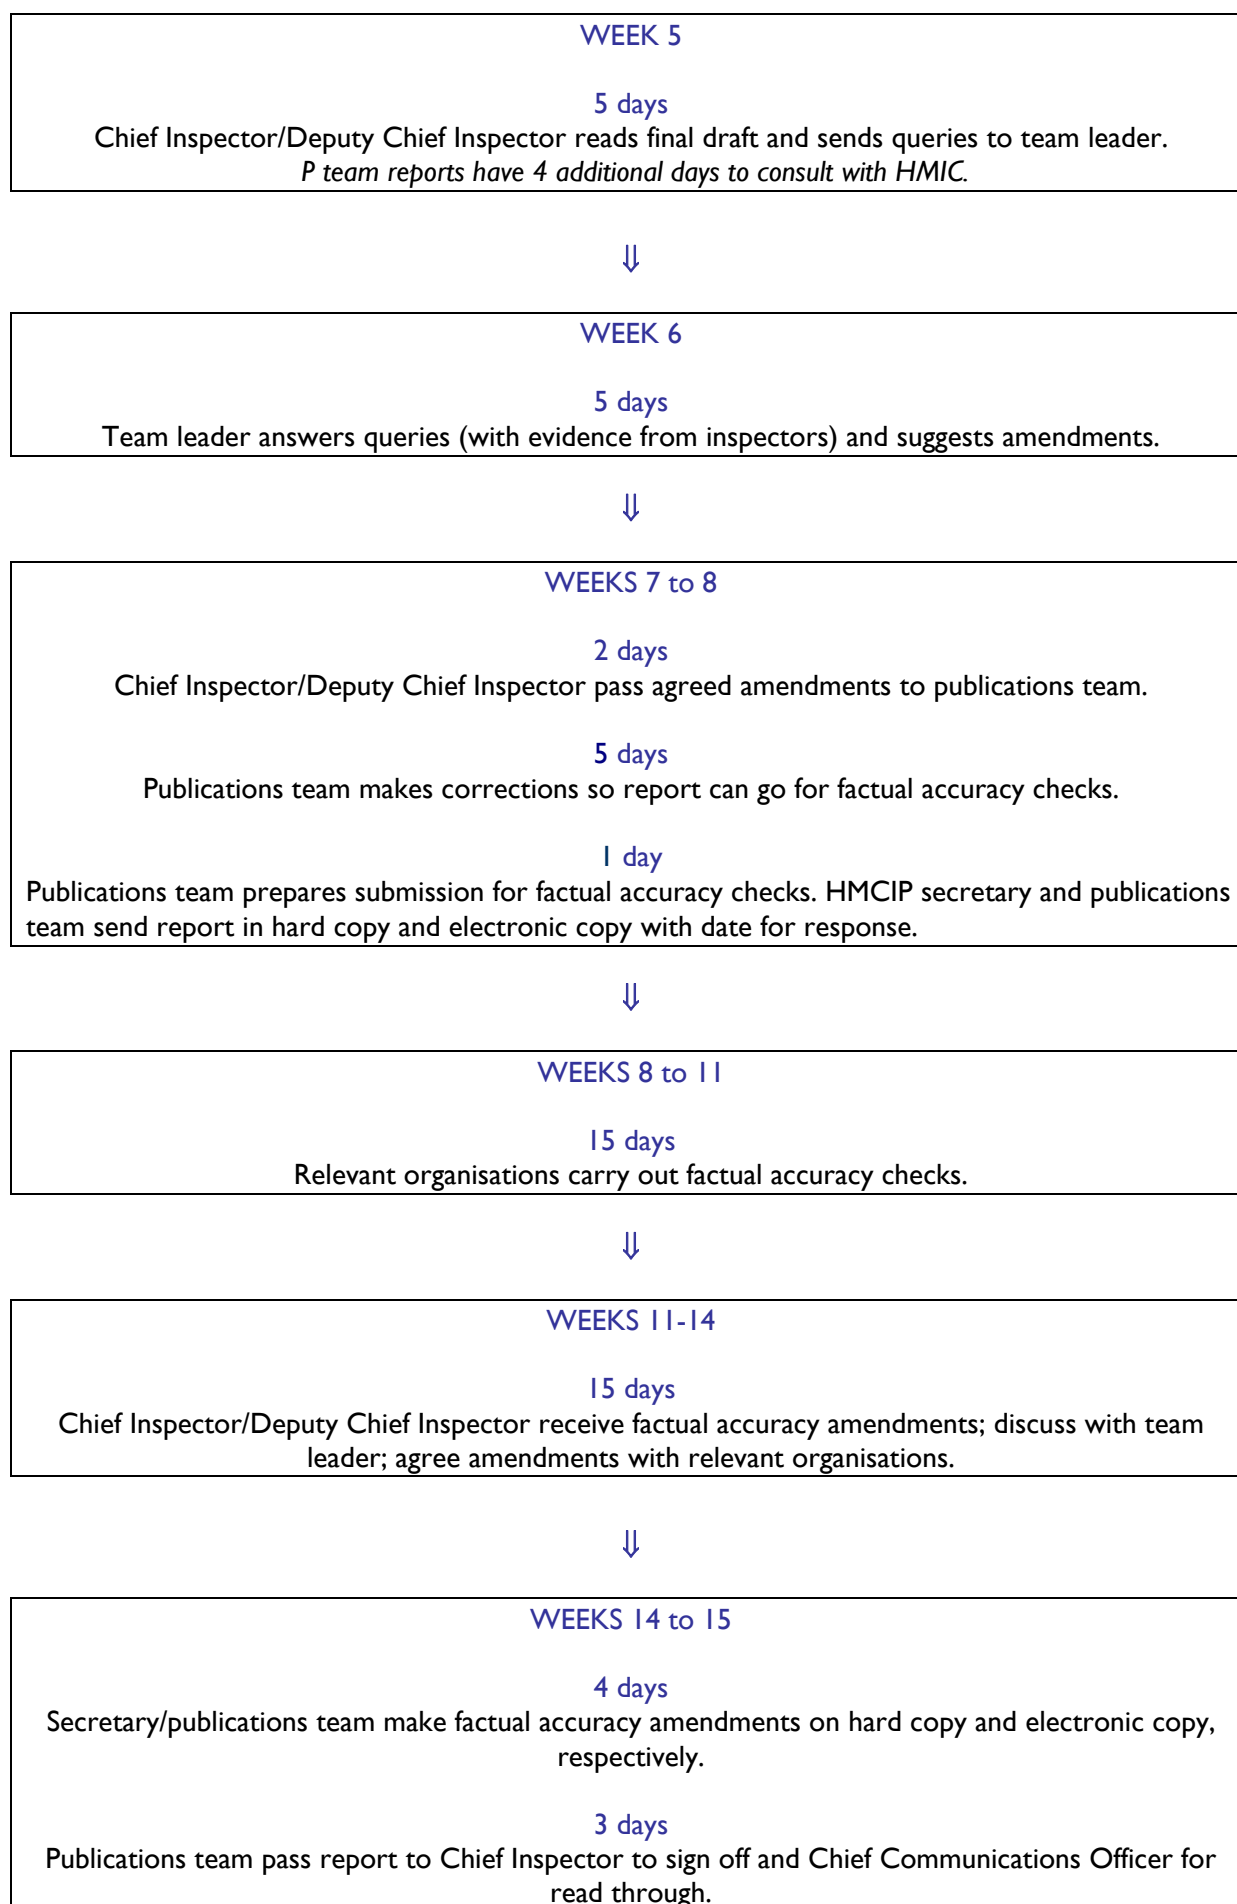 WEEK 5
5 days
Chief Inspector/Deputy Chief Inspector reads final draft and sends queries to team leader.
P team reports have 4 additional days to consult with HMIC.
⇓
WEEK 6
5 days
Team leader answers queries (with evidence from inspectors) and suggests amendments.
⇓
WEEKS 7 to 8
2 days
Chief Inspector/Deputy Chief Inspector pass agreed amendments to publications team.
5 days
Publications team makes corrections so report can go for factual accuracy checks.
1 day
Publications team prepares submission for factual accuracy checks. HMCIP secretary and publications
team send report in hard copy and electronic copy with date for response.
⇓
WEEKS 8 to 11
15 days
Relevant organisations carry out factual accuracy checks.
⇓
WEEKS 11-14
15 days
Chief Inspector/Deputy Chief Inspector receive factual accuracy amendments; discuss with team
leader; agree amendments with relevant organisations.
⇓
WEEKS 14 to 15
4 days
Secretary/publications team make factual accuracy amendments on hard copy and electronic copy,
respectively.
3 days
Publications team pass report to Chief Inspector to sign off and Chief Communications Officer for
read through.